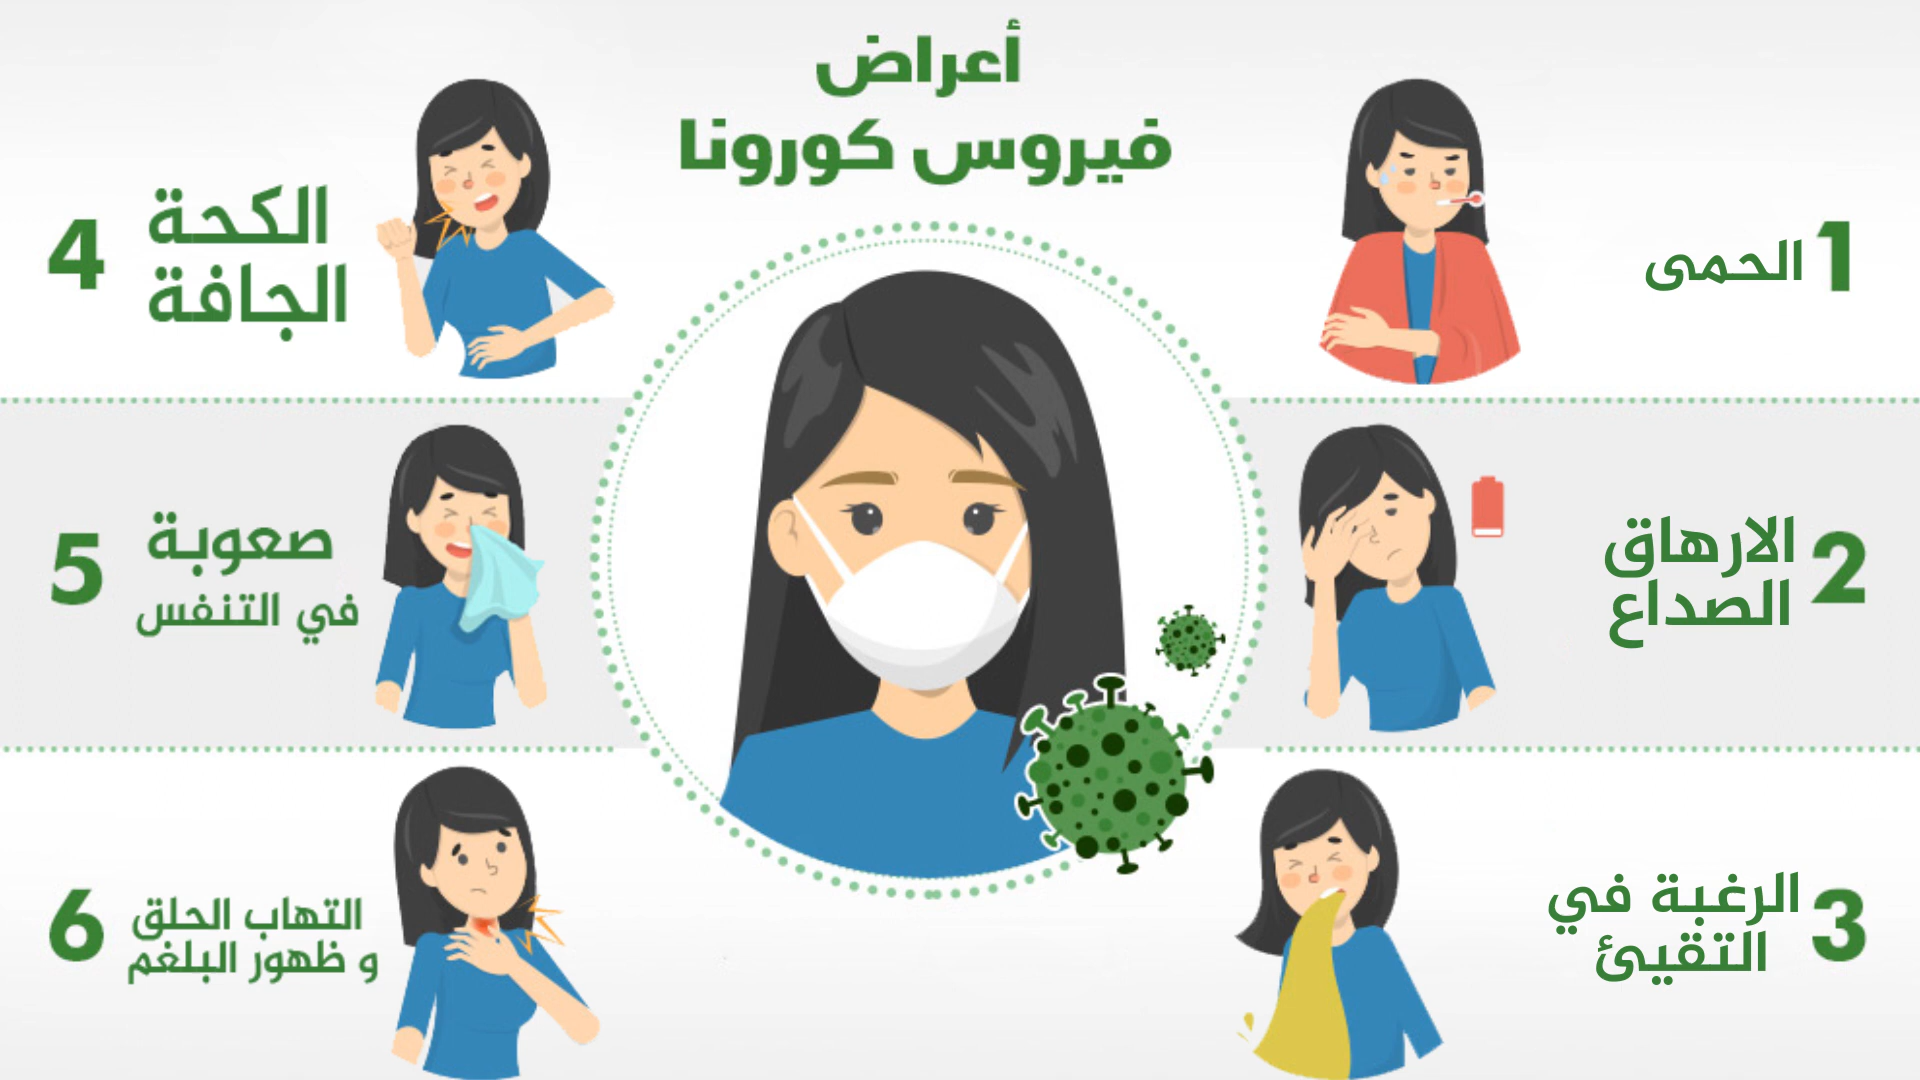 أعراض
فيروس كورونا
1 الحمى
2 الارهاق
الصداع
3 الرغبة في
التقيئ
4 الكحة
الجافة
5 صعوبة
في التنفس
6 التهاب الحلق
و ظهور البلغم